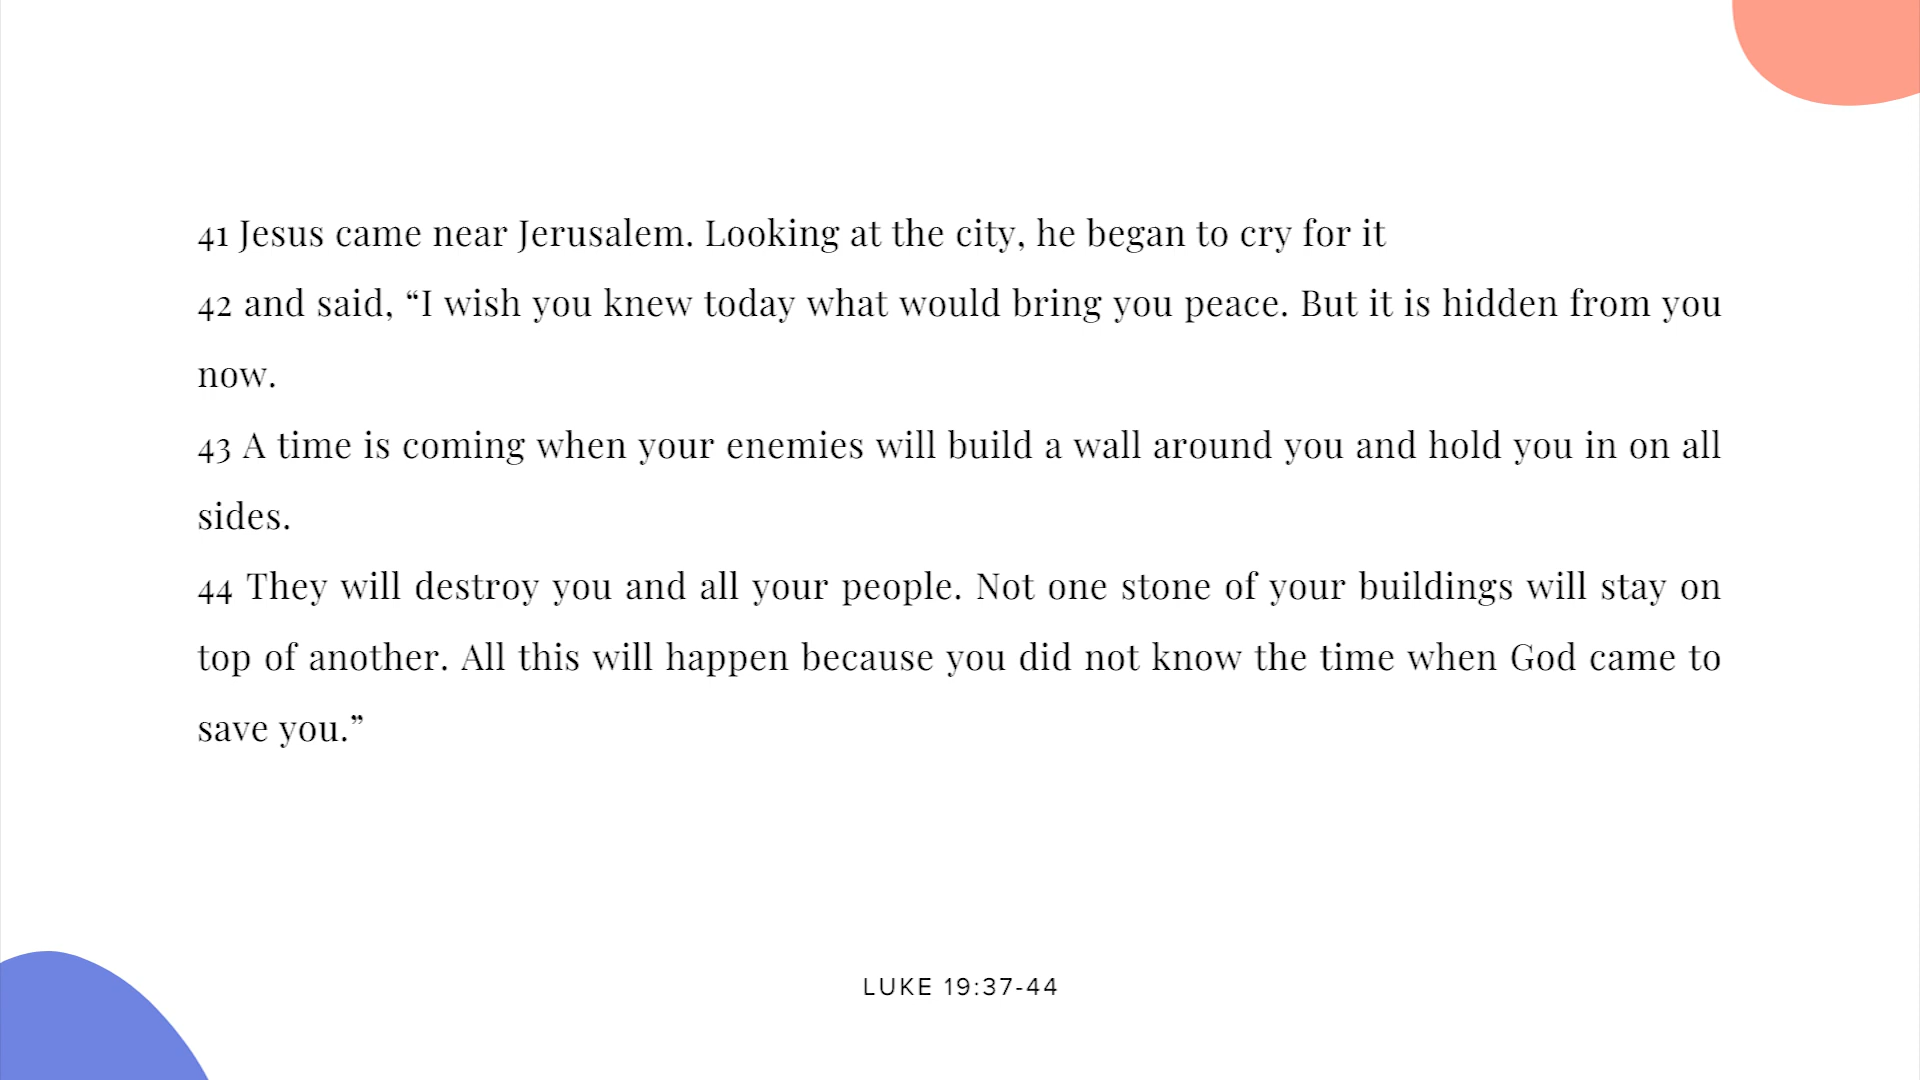 41 Jesus came near Jerusalem. Looking at the city, he began to cry for it
42 and said, “I wish you knew today what would bring you peace. But it is hidden from you
now.
43 A time is coming when your enemies will build a wall around you and hold you in on all
sides.
44 They will destroy you and all your people. Not one stone of your buildings will stay on
top of another. All this will happen because you did not know the time when God came to
save you.”
LUKE 19:37-44